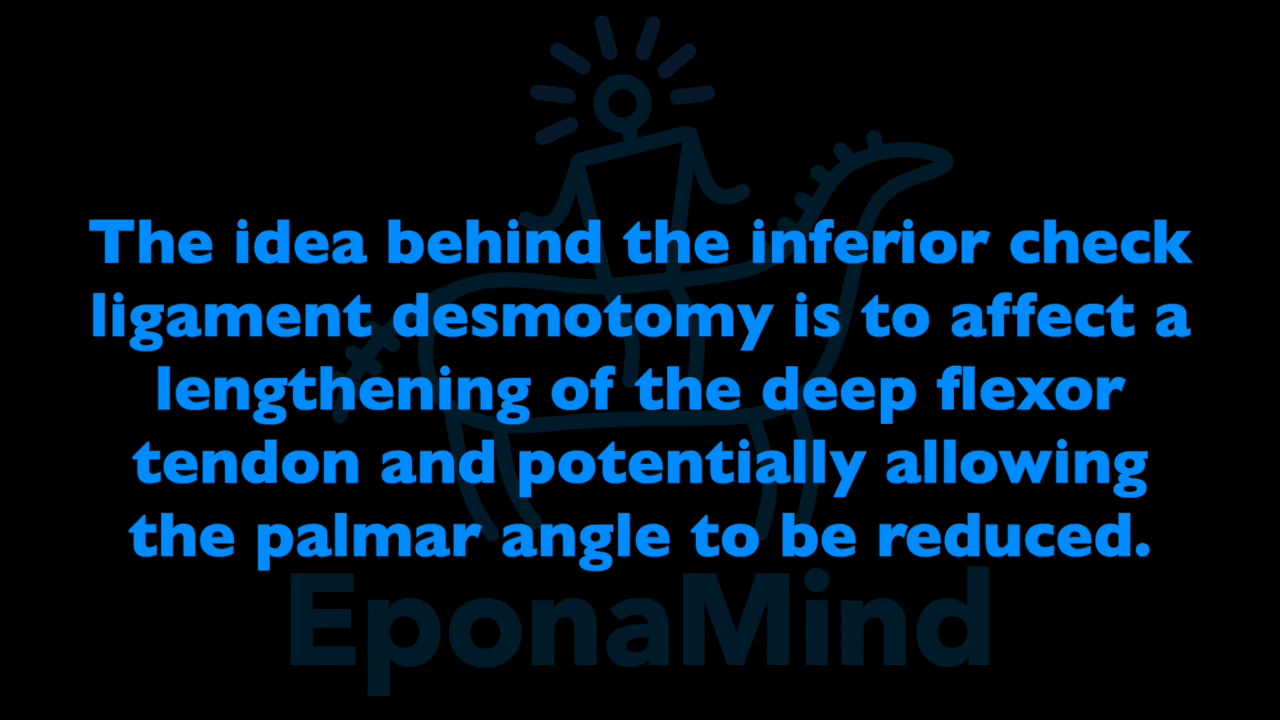 The idea behind the inferior check
ligament desmotomy is to affect a
lengthening of the deep flexor
tendon and potentially allowing
the palmar angle to be reduced.
EponaMind